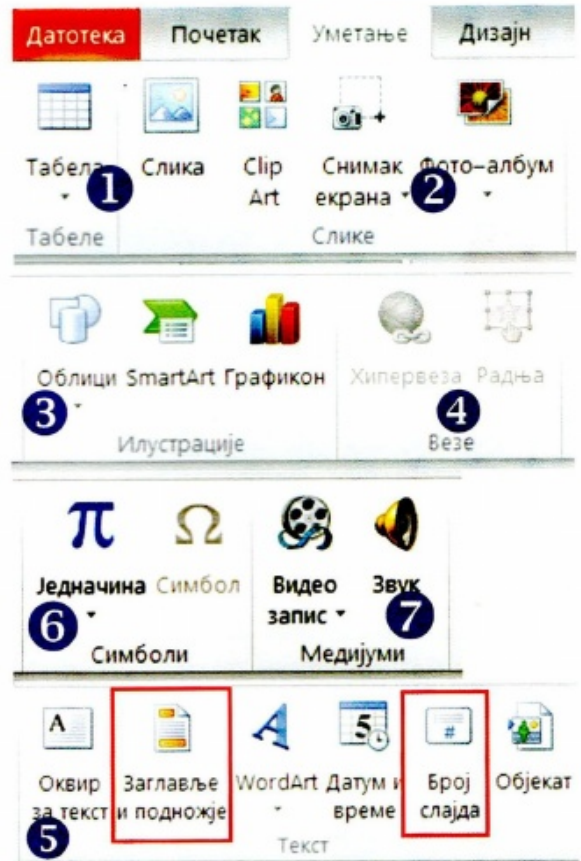 Датотека Почетак Уметање Дизајн
Табела Слика Clip Art Снимак екрана Фото–албум
1 2
Табеле Слике
Облици SmartArt Графикон Хипервеза Радња
3 4
Илустрације Везе
π Ω
Једначина Симбол Видео запис Звук
6 7
Символи Медијуми
A A 5 #
Оквир за текст Заглавље и подножје WordArt Датум и време Број слајда Објекат
5 Текст